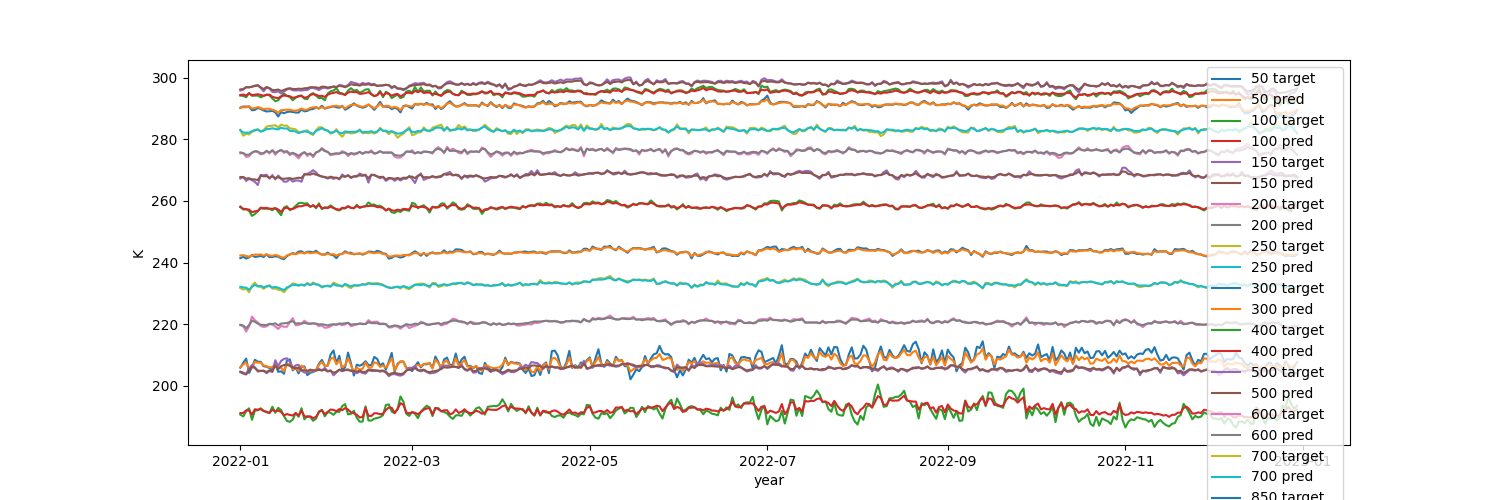 300
280
260
240
220
200
K
2022-01
2022-03
2022-05
2022-07
2022-09
2022-11
2023-01
year
50 target
50 pred
100 target
100 pred
150 target
150 pred
200 target
200 pred
250 target
250 pred
300 target
300 pred
400 target
400 pred
500 target
500 pred
600 target
600 pred
700 target
700 pred
850 target